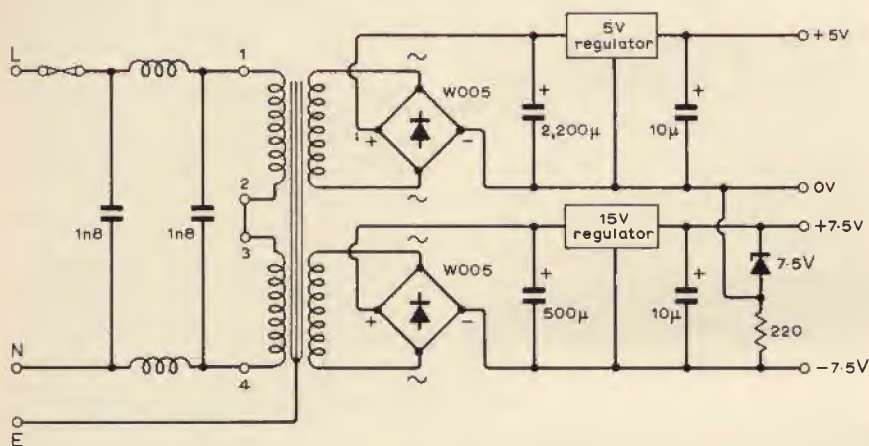 L
1
2
3
4
N
E
1n8
1n8
~
W005
+
-
~
+
2,200μ
5V
regulator
+
10μ
+5V
0V
~
W005
+
-
~
+
500μ
15V
regulator
+
10μ
+7·5V
7·5V
220
-7·5V